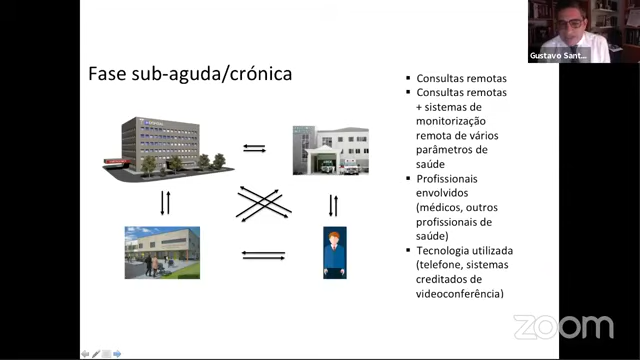 Gustavo Sant...
Fase sub-aguda/crónica
▪ Consultas remotas
▪ Consultas remotas
+ sistemas de
monitorização
remota de vários
parâmetros de
saúde
▪ Profissionais
envolvidos
(médicos, outros
profissionais de
saúde)
▪ Tecnologia utilizada
(telefone, sistemas
creditados de
videoconferência)
zoom